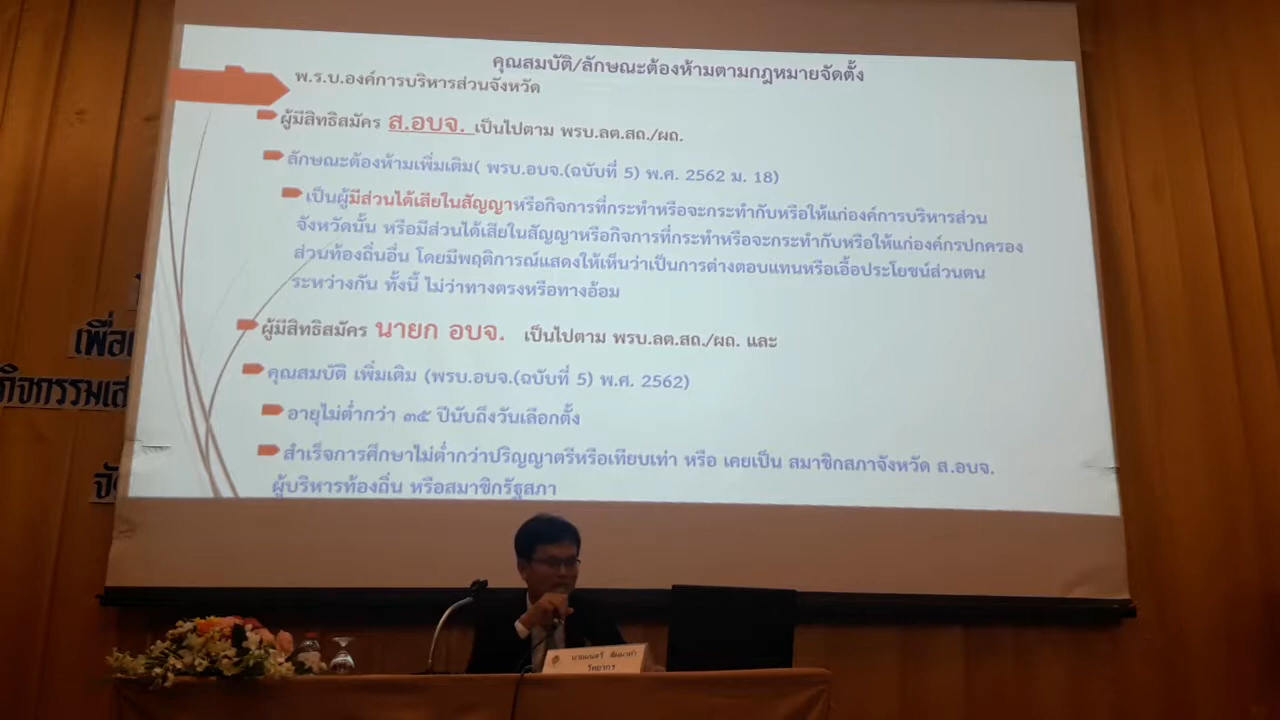 คุณสมบัติ/ลักษณะต้องห้ามตามกฎหมายจัดตั้ง
พ.ร.บ.องค์การบริหารส่วนจังหวัด
ผู้มีสิทธิสมัคร ส.อบจ. เป็นไปตาม พรบ.ลต.สถ./ผถ.
ลักษณะต้องห้ามเพิ่มเติม( พรบ.อบจ.(ฉบับที่ 5) พ.ศ. 2562 ม. 18)
เป็นผู้มีส่วนได้เสียในสัญญาหรือกิจการที่กระทำหรือจะกระทำกับหรือให้แก่องค์การบริหารส่วน
จังหวัดนั้น หรือมีส่วนได้เสียในสัญญาหรือกิจการที่กระทำหรือจะกระทำกับหรือให้แก่องค์กรปกครอง
ส่วนท้องถิ่นอื่น โดยมีพฤติการณ์แสดงให้เห็นว่าเป็นการต่างตอบแทนหรือเอื้อประโยชน์ส่วนตน
ระหว่างกัน ทั้งนี้ ไม่ว่าทางตรงหรือทางอ้อม
ผู้มีสิทธิสมัคร นายก อบจ. เป็นไปตาม พรบ.ลต.สถ./ผถ. และ
คุณสมบัติ เพิ่มเติม (พรบ.อบจ.(ฉบับที่ 5) พ.ศ. 2562)
อายุไม่ต่ำกว่า ๓๕ ปีนับถึงวันเลือกตั้ง
สำเร็จการศึกษาไม่ต่ำกว่าปริญญาตรีหรือเทียบเท่า หรือ เคยเป็น สมาชิกสภาจังหวัด ส.อบจ.
ผู้บริหารท้องถิ่น หรือสมาชิกรัฐสภา
เพื่อ
กิจกรรมเส
จัด
วิทยากร